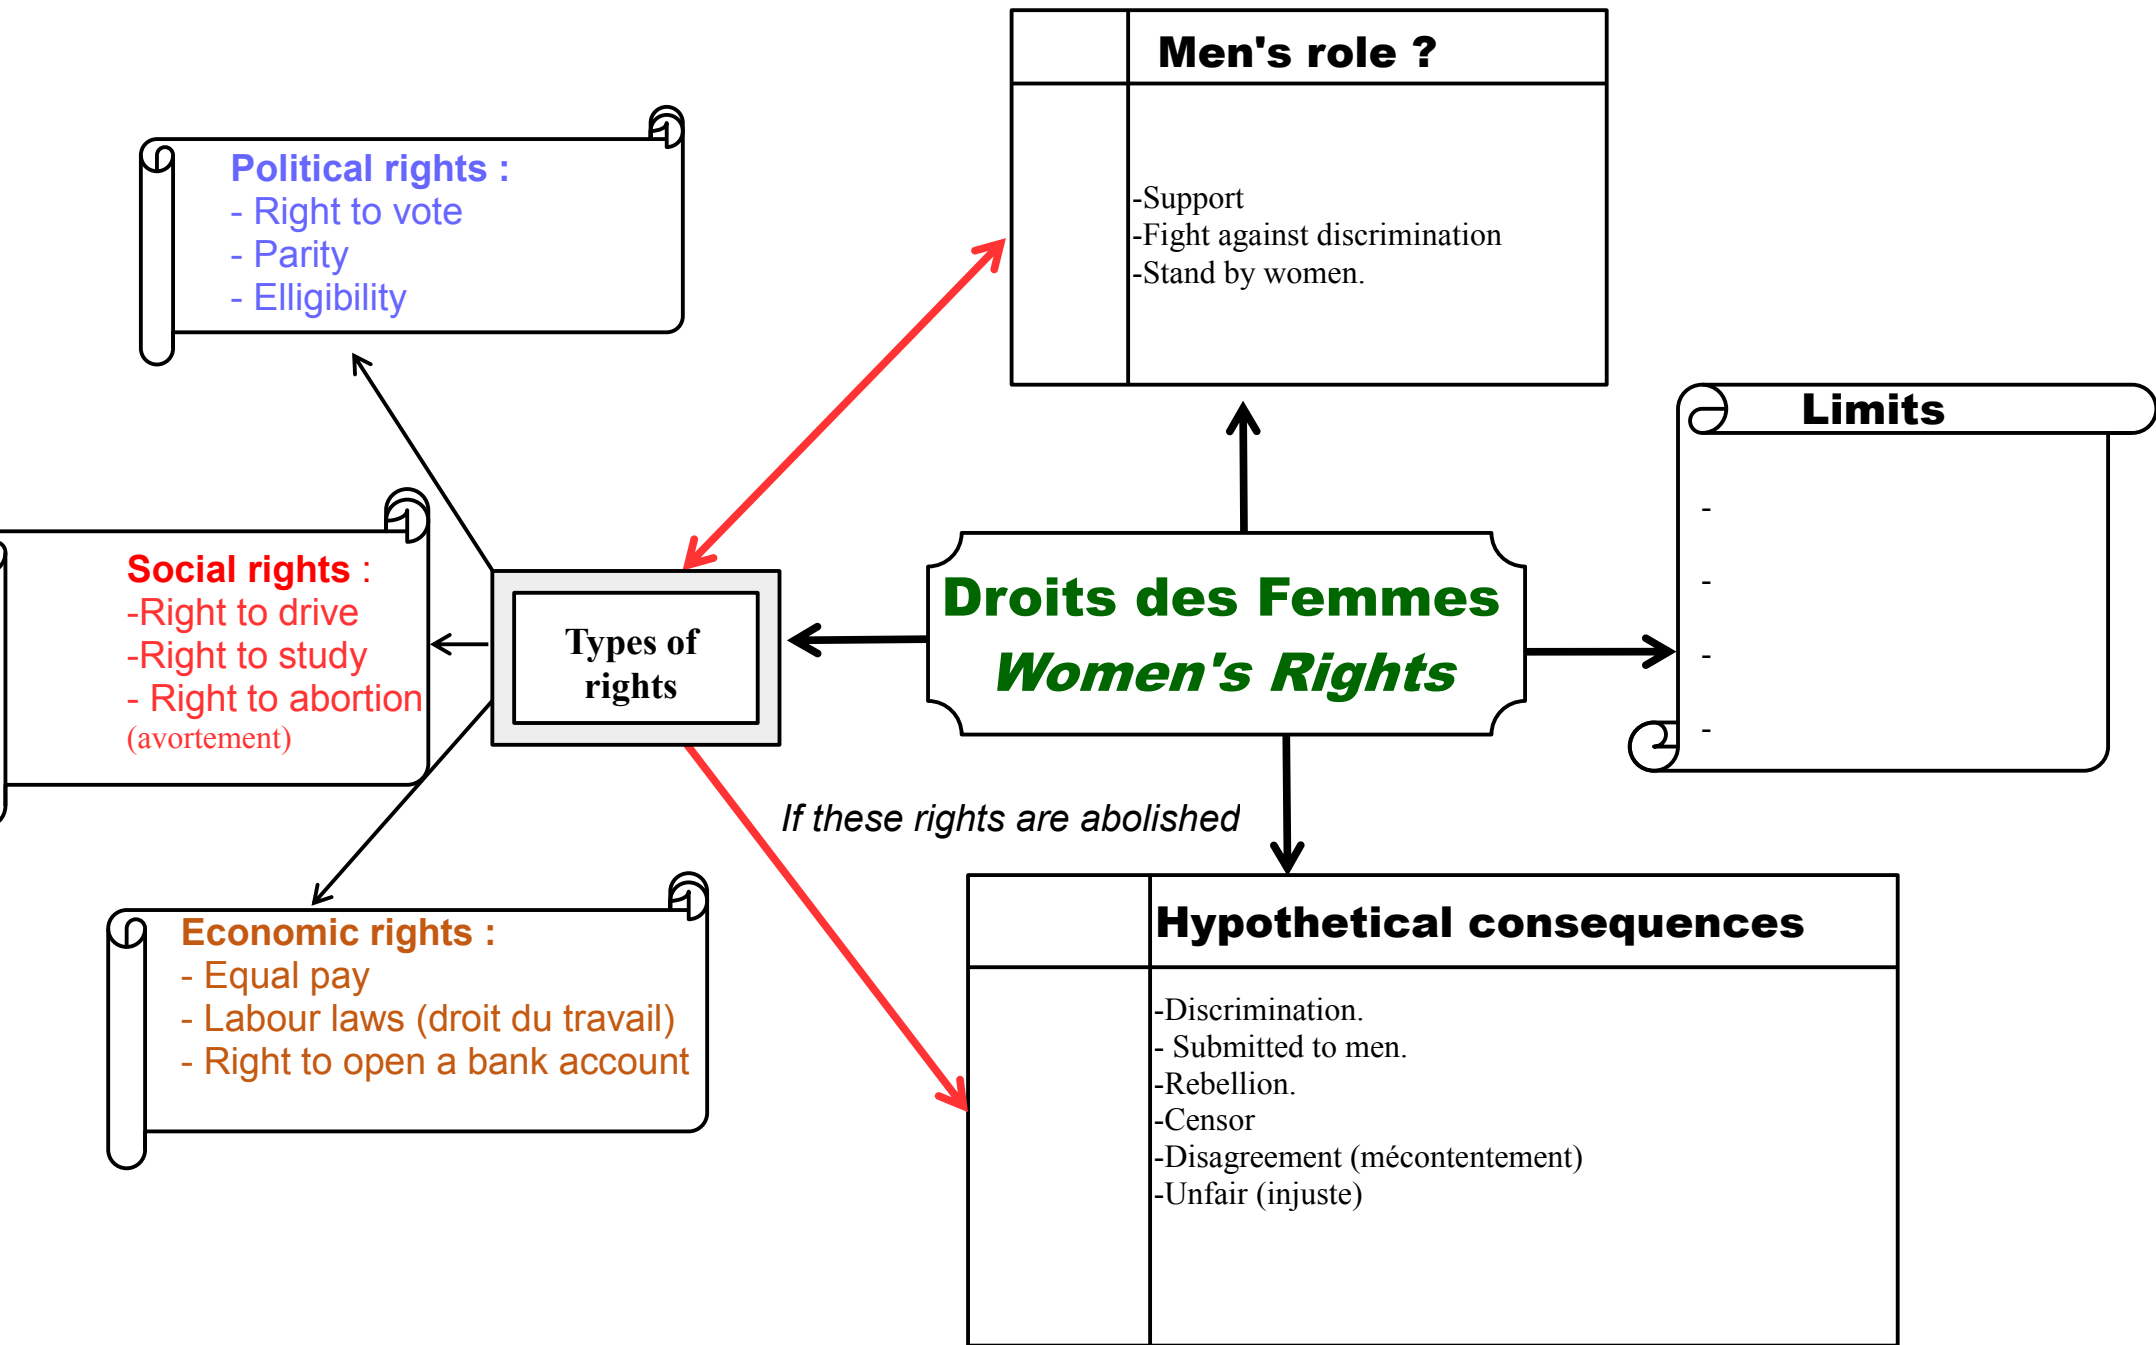 Men's role ?
-Support
-Fight against discrimination
-Stand by women.
Political rights :
- Right to vote
- Parity
- Elligibility
Limits
-
-
-
-
Social rights :
-Right to drive
-Right to study
- Right to abortion
(avortement)
Types of
rights
Droits des Femmes
Women's Rights
If these rights are abolished
Economic rights :
- Equal pay
- Labour laws (droit du travail)
- Right to open a bank account
Hypothetical consequences
-Discrimination.
- Submitted to men.
-Rebellion.
-Censor
-Disagreement (mécontentement)
-Unfair (injuste)